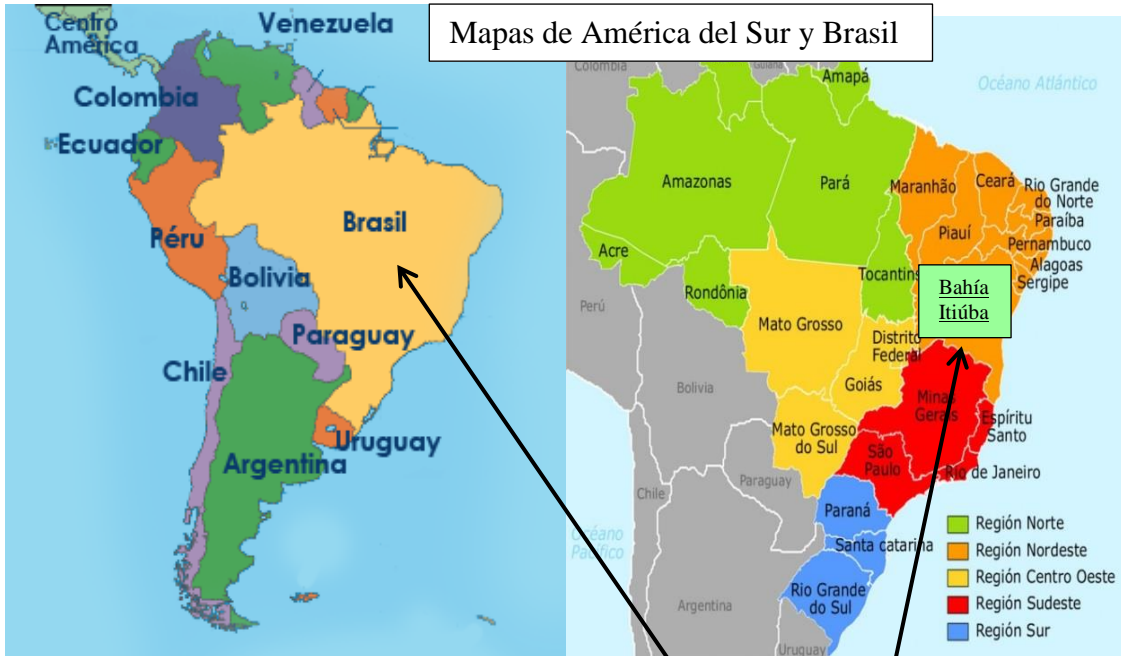 Mapas de América del Sur y Brasil
Centro
América
Venezuela
Colombia
Ecuador
Péru
Brasil
Bolivia
Paraguay
Chile
Uruguay
Argentina
Colombia
Guiana
Amapá
Océano Atlántico
Amazonas
Pará
Maranhão
Ceará
Rio Grande
do Norte
Paraíba
Piauí
Pernambuco
Acre
Tocantins
Alagoas
Sergipe
Rondônia
Bahía
Itiúba
Perú
Mato Grosso
Distrito
Federal
Bolivia
Goiás
Minas
Gerais
Espíritu
Santo
Mato Grosso
do Sul
São
Paulo
Rio de Janeiro
Paraguay
Chile
Paraná
Océano
Pacífico
Santa catarina
Rio Grande
do Sul
Argentina
Uruguay
Región Norte
Región Nordeste
Región Centro Oeste
Región Sudeste
Región Sur